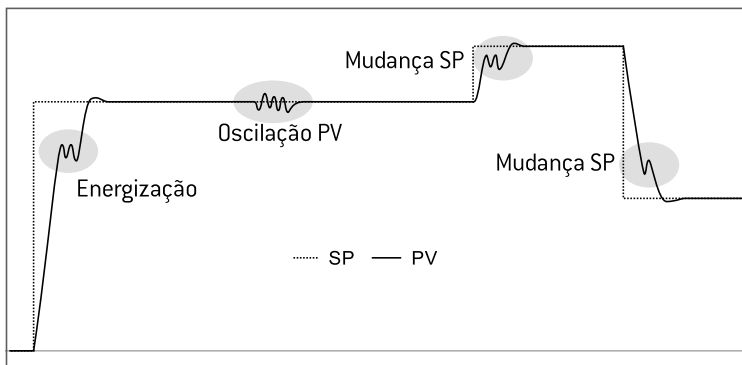 Mudança SP
Oscilação PV
Mudança SP
Energização
SP PV